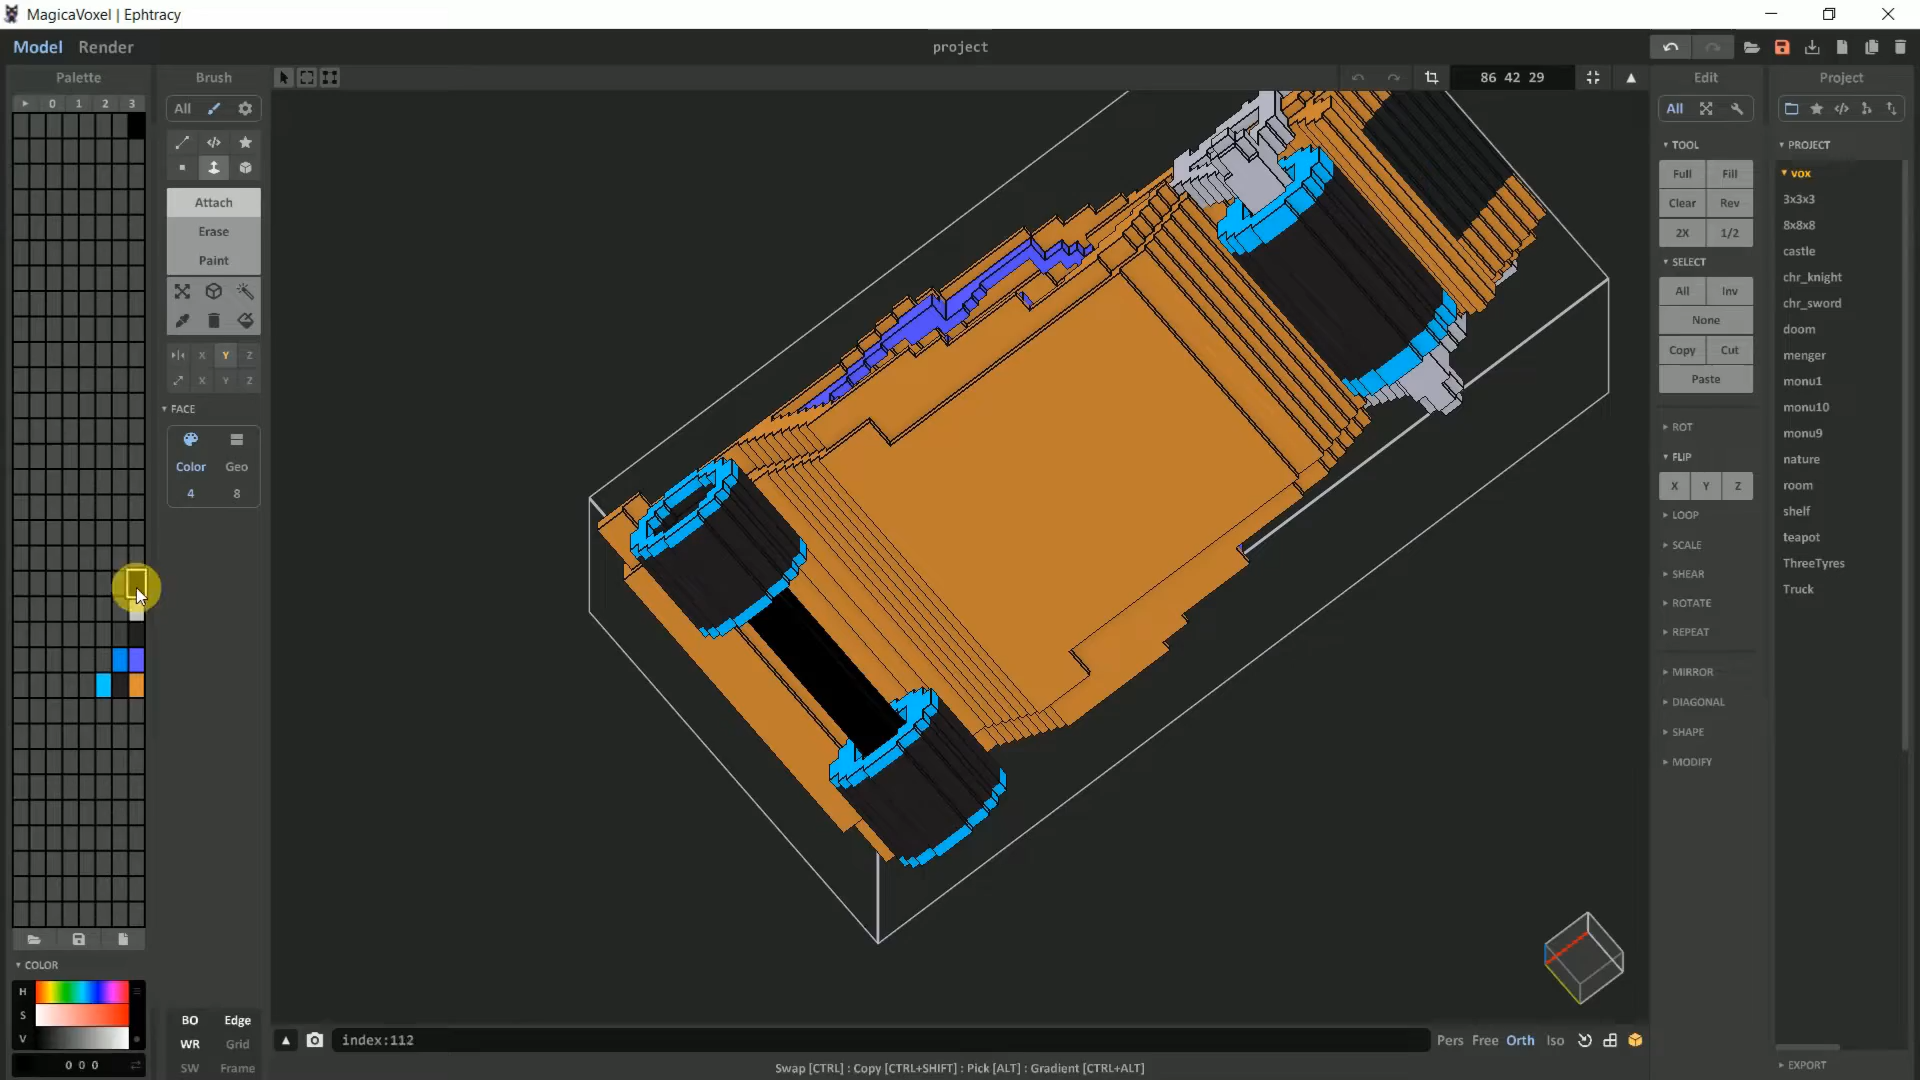 MagicaVoxel | Ephtracy
Model Render
project
Palette
Brush
86 42 29
Edit
Project
0 1 2 3
All
All
TOOL
PROJECT
Full Fill
vox
Attach
Clear Rev
3x3x3
Erase
2X 1/2
8x8x8
Paint
SELECT
castle
All Inv
chr_knight
None
chr_sword
Copy Cut
doom
Paste
menger
X Y Z
X Y Z
monu1
FACE
monu10
ROT
monu9
FLIP
nature
Color Geo
X Y Z
room
4 8
LOOP
shelf
SCALE
teapot
SHEAR
ThreeTyres
ROTATE
Truck
REPEAT
MIRROR
DIAGONAL
SHAPE
MODIFY
COLOR
H
S
V
0 0 0
BO Edge
WR Grid
SW Frame
index:112
Pers Free Orth Iso
Swap [CTRL] : Copy [CTRL+SHIFT] : Pick [ALT] : Gradient [CTRL+ALT]
EXPORT